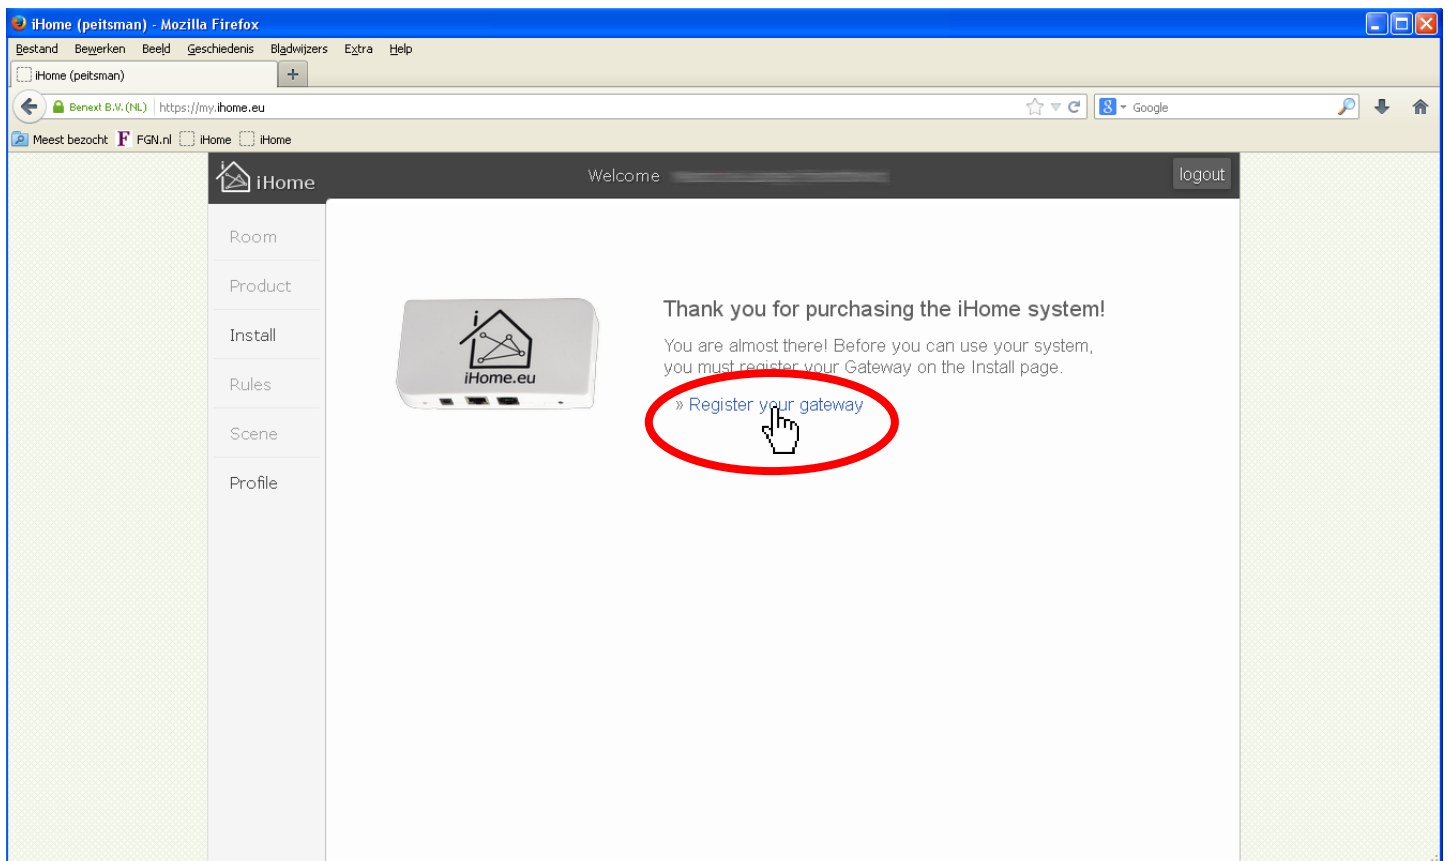 iHome (peitsman) - Mozilla Firefox
Bestand Bewerken Beeld Geschiedenis Bladwijzers Extra Help
iHome (peitsman)
+
Benext B.V. (NL) https://my.ihome.eu
8 Google
Meest bezocht F FGN.nl iHome iHome
iHome
Welcome
logout
Room
Product
Install
Rules
Scene
Profile
iHome.eu
Thank you for purchasing the iHome system!
You are almost there! Before you can use your system,
you must register your Gateway on the Install page.
» Register your gateway